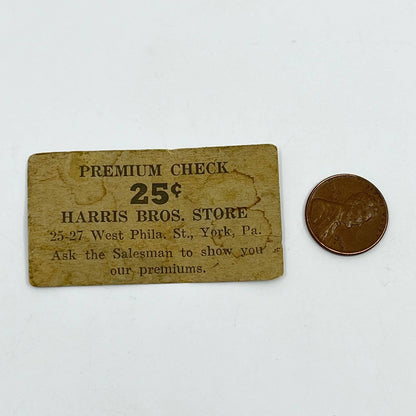 PREMIUM CHECK
25¢
HARRIS BROS. STORE
25-27 West Phila. St., York, Pa.
Ask the Salesman to show you
our premiums.